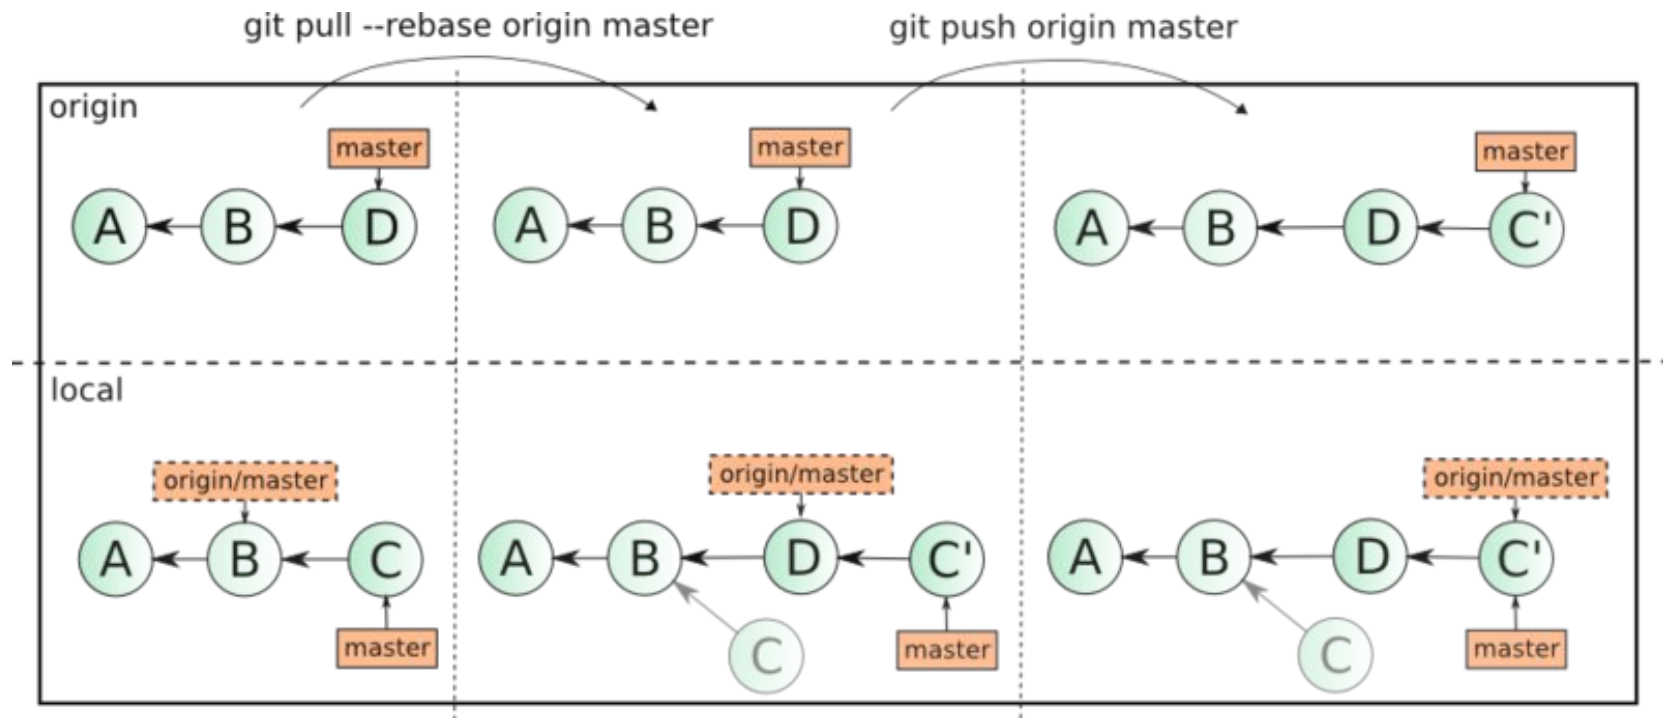 git pull --rebase origin master
git push origin master
origin
master
master
master
A B D
A B D
A B D C'
local
origin/master
origin/master
origin/master
A B C
A B D C'
A B D C'
master
C
master
C
master